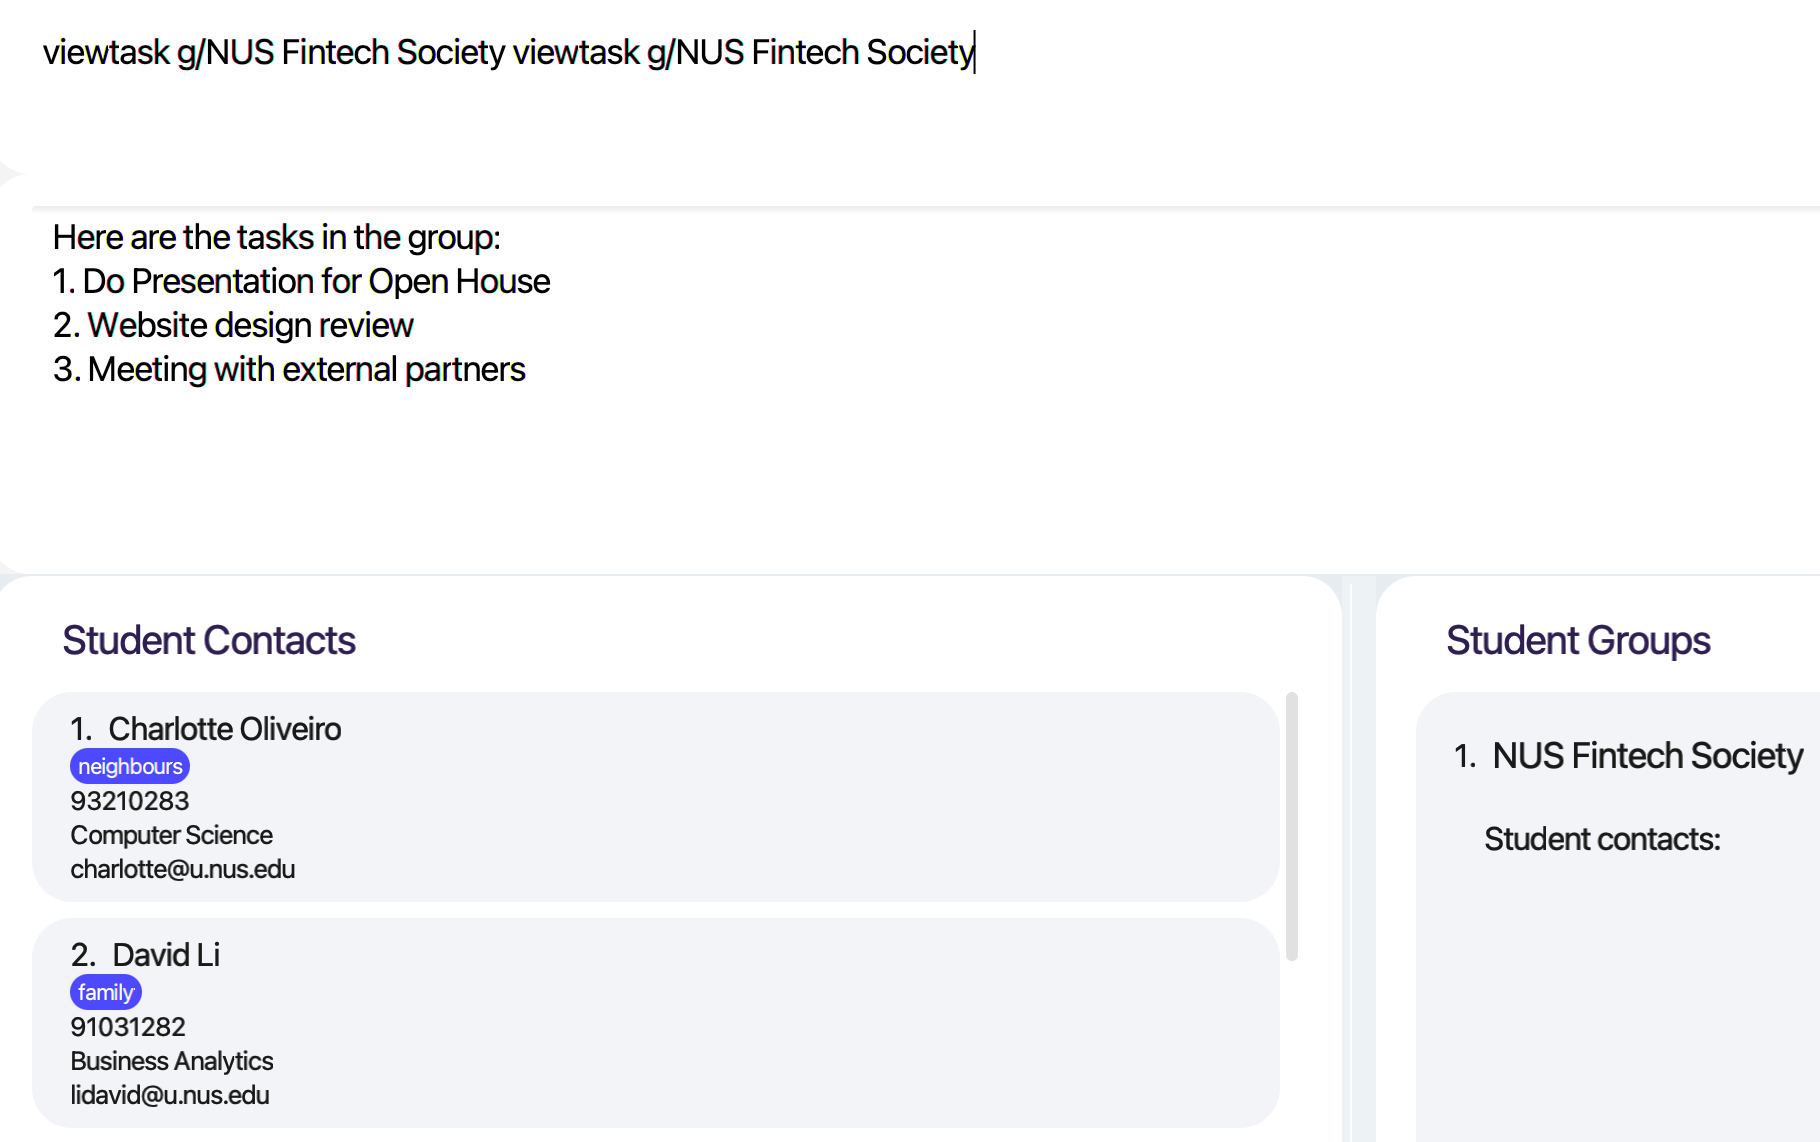 viewtask g/NUS Fintech Society viewtask g/NUS Fintech Society
Here are the tasks in the group:
1. Do Presentation for Open House
2. Website design review
3. Meeting with external partners
Student Contacts
1. Charlotte Oliveiro
neighbours
93210283
Computer Science
charlotte@u.nus.edu
2. David Li
family
91031282
Business Analytics
lidavid@u.nus.edu
Student Groups
1. NUS Fintech Society
Student contacts: